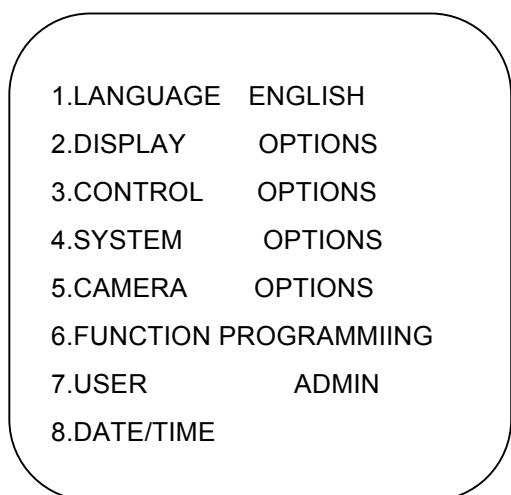 1.LANGUAGE ENGLISH
2.DISPLAY OPTIONS
3.CONTROL OPTIONS
4.SYSTEM OPTIONS
5.CAMERA OPTIONS
6.FUNCTION PROGRAMMIING
7.USER ADMIN
8.DATE/TIME